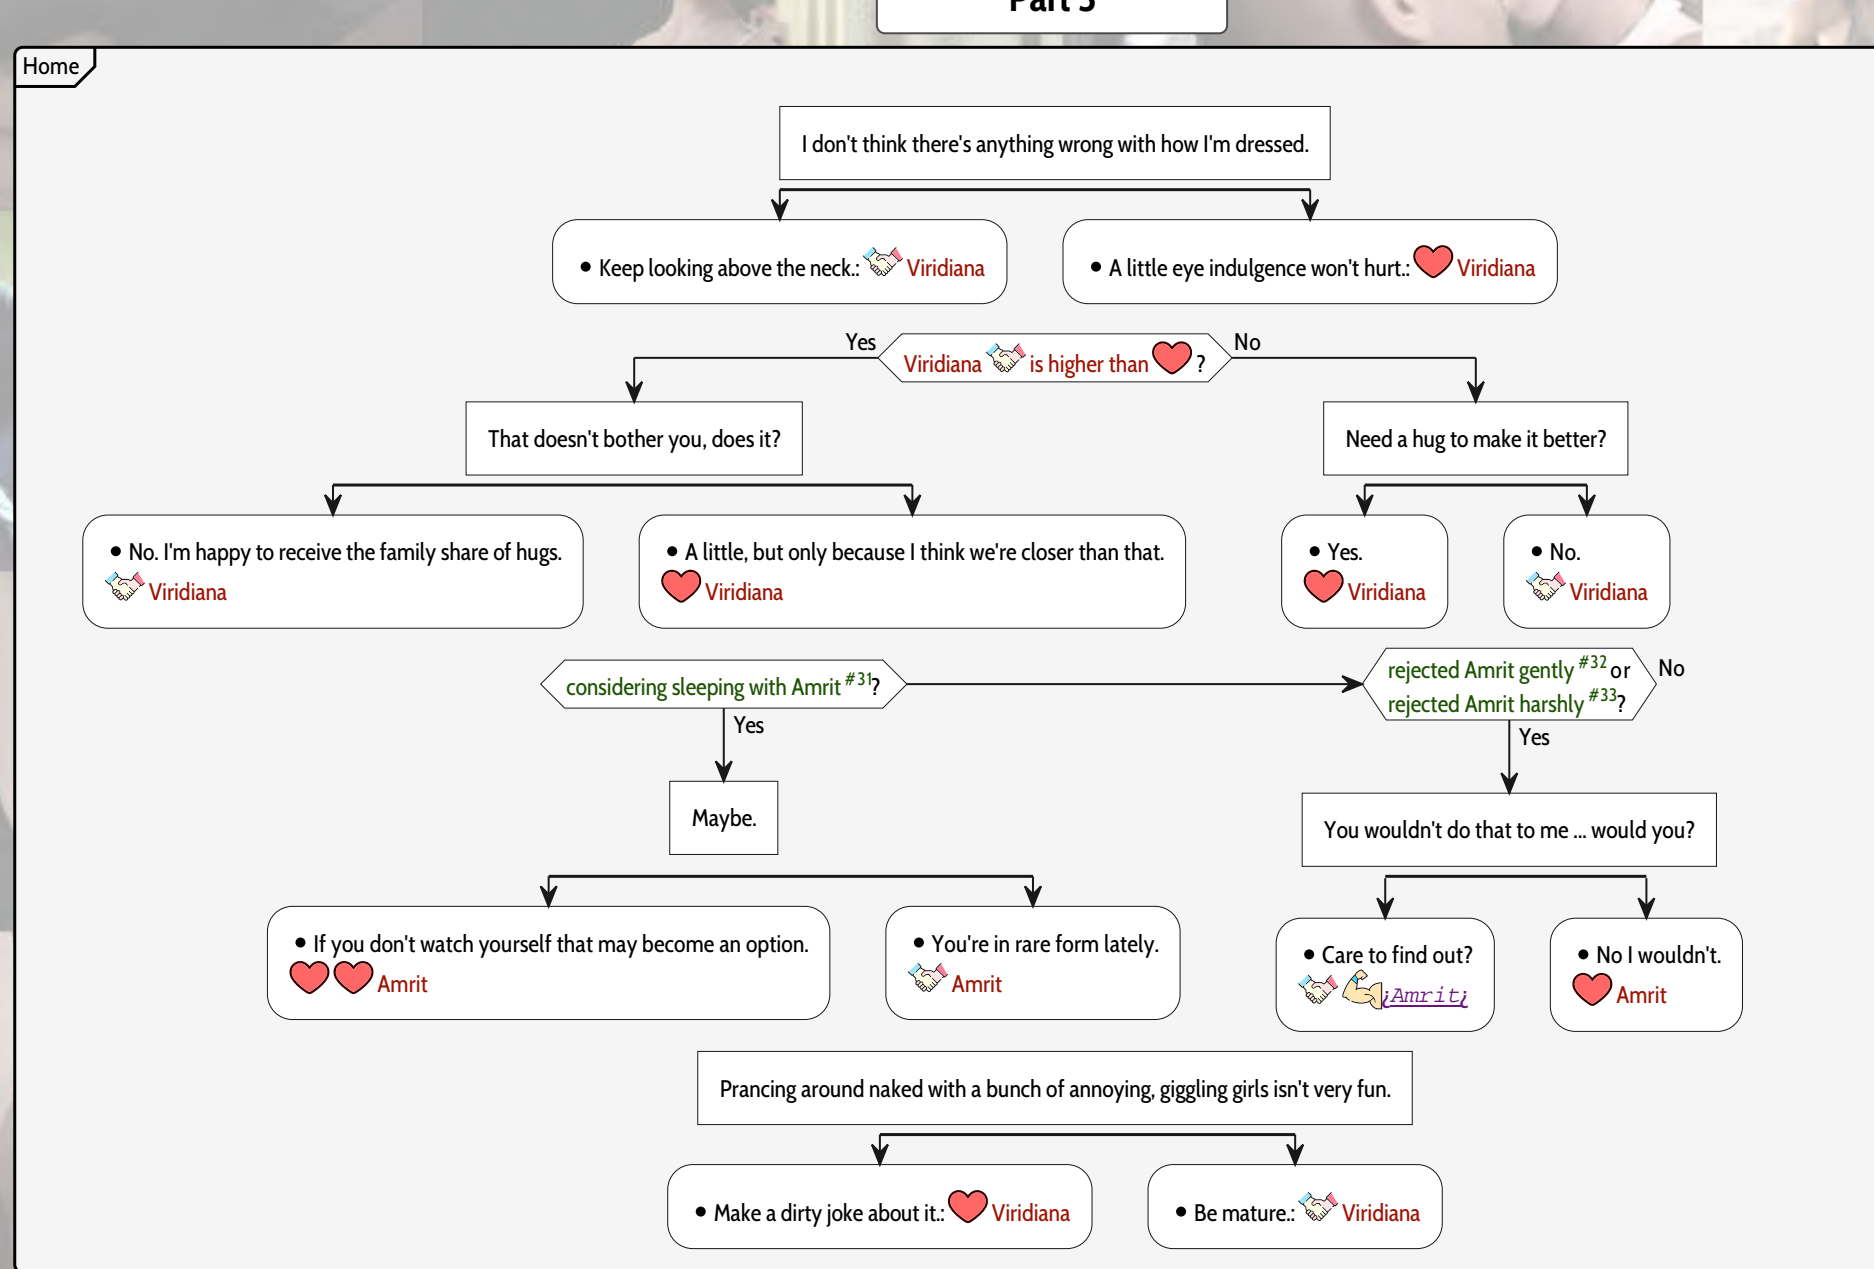 Part 3
Home
I don't think there's anything wrong with how I'm dressed.
• Keep looking above the neck.: Viridiana
• A little eye indulgence won't hurt.: Viridiana
Yes
Viridiana is higher than ?
No
That doesn't bother you, does it?
Need a hug to make it better?
• No. I'm happy to receive the family share of hugs.
Viridiana
• A little, but only because I think we're closer than that.
Viridiana
• Yes.
Viridiana
• No.
Viridiana
considering sleeping with Amrit #31?
rejected Amrit gently #32 or
rejected Amrit harshly #33?
No
Yes
Yes
Maybe.
You wouldn't do that to me ... would you?
• If you don't watch yourself that may become an option.
Amrit
• You're in rare form lately.
Amrit
• Care to find out?
¿Amrit¿
• No I wouldn't.
Amrit
Prancing around naked with a bunch of annoying, giggling girls isn't very fun.
• Make a dirty joke about it.: Viridiana
• Be mature.: Viridiana